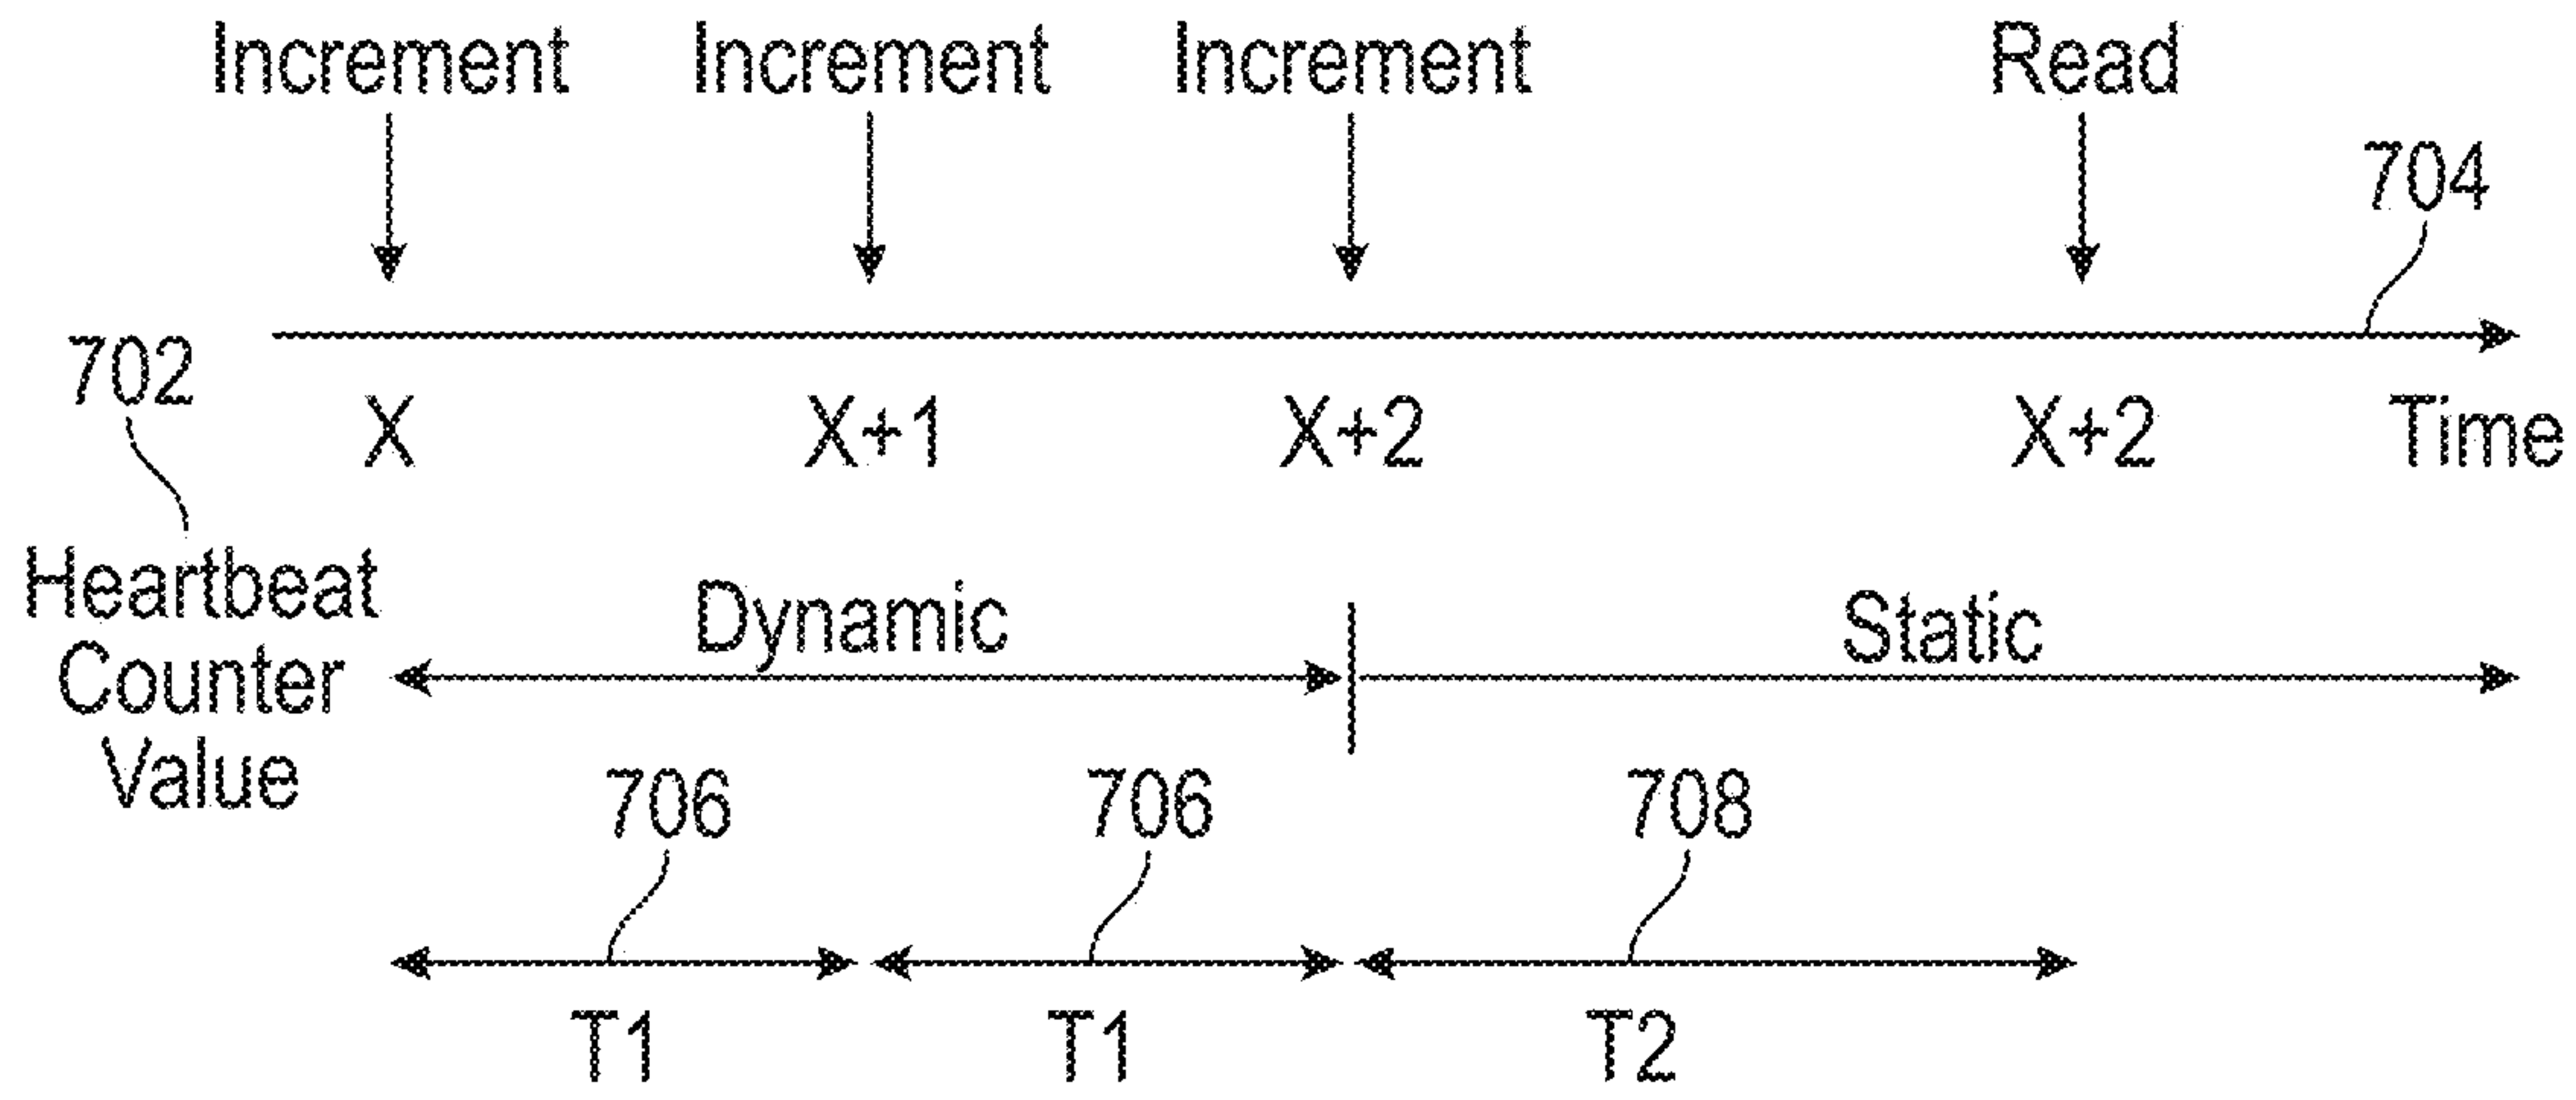 Increment Increment Increment Read
704
702
X X+1 X+2 X+2 Time
Heartbeat
Counter
Value
Dynamic Static
706 706 708
T1 T1 T2